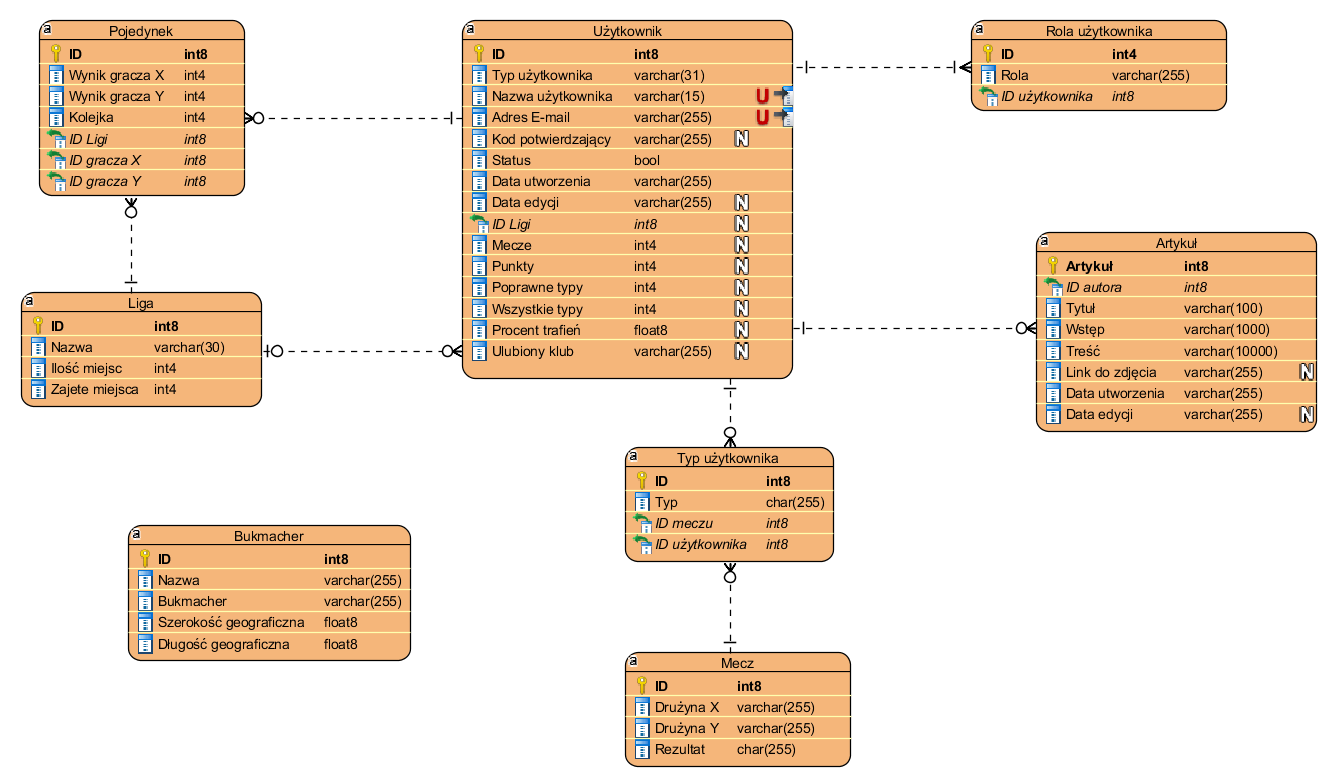 Pojedynek
ID int8
Wynik gracza X int4
Wynik gracza Y int4
Kolejka int4
ID Ligi int8
ID gracza X int8
ID gracza Y int8
Użytkownik
ID int8
Typ użytkownika varchar(31)
Nazwa użytkownika varchar(15) U
Adres E-mail varchar(255) U
Kod potwierdzający varchar(255) N
Status bool
Data utworzenia varchar(255)
Data edycji varchar(255) N
ID Ligi int8 N
Mecze int4 N
Punkty int4 N
Poprawne typy int4 N
Wszystkie typy int4 N
Procent trafień float8 N
Ulubiony klub varchar(255) N
Rola użytkownika
ID int4
Rola varchar(255)
ID użytkownika int8
Artykuł
Artykuł int8
ID autora int8
Tytuł varchar(100)
Wstęp varchar(1000)
Treść varchar(10000)
Link do zdjęcia varchar(255) N
Data utworzenia varchar(255)
Data edycji varchar(255) N
Liga
ID int8
Nazwa varchar(30)
Ilość miejsc int4
Zajete miejsca int4
Typ użytkownika
ID int8
Typ char(255)
ID meczu int8
ID użytkownika int8
Bukmacher
ID int8
Nazwa varchar(255)
Bukmacher varchar(255)
Szerokość geograficzna float8
Długość geograficzna float8
Mecz
ID int8
Drużyna X varchar(255)
Drużyna Y varchar(255)
Rezultat char(255)